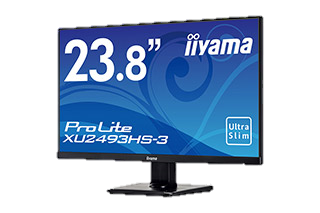 23.8”
iiyama
ProLite
XU2493HS-3
Ultra
Slim
iiyama